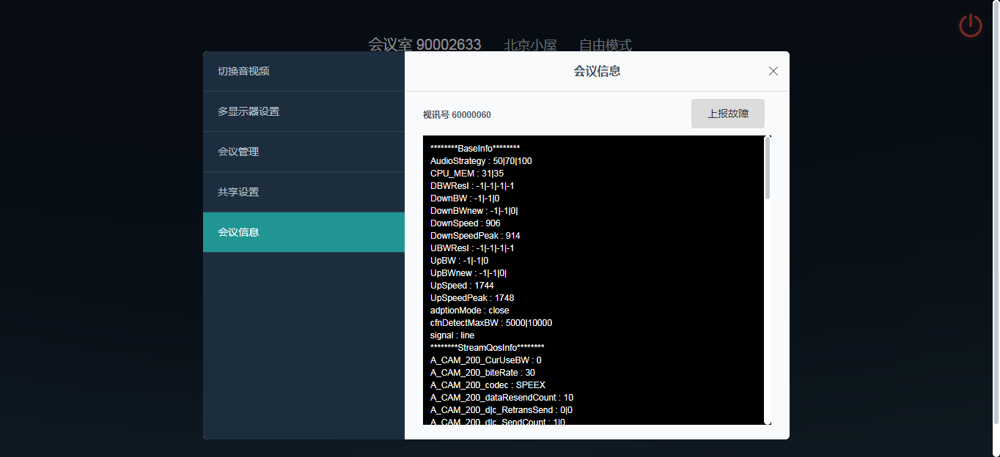 会议室 90002633 北京小屋 自由模式
切换音视频
多显示器设置
会议管理
共享设置
会议信息
会议信息
视讯号 60000060
上报故障
********BaseInfo********
AudioStrategy : 50|70|100
CPU_MEM : 31|35
DBWResl : -1|-1|-1|-1
DownBW : -1|-1|0
DownBWnew : -1|-1|0|
DownSpeed : 906
DownSpeedPeak : 914
UBWResl : -1|-1|-1|-1
UpBW : -1|-1|0
UpBWnew : -1|-1|0|
UpSpeed : 1744
UpSpeedPeak : 1748
adptionMode : close
cfnDetectMaxBW : 5000|10000
signal : line
********StreamQosInfo********
A_CAM_200_CurUseBW : 0
A_CAM_200_biteRate : 30
A_CAM_200_codec : SPEEX
A_CAM_200_dataResendCount : 10
A_CAM_200_d|c_RetransSend : 0|0
A_CAM_200_d|c_SendCount : 1|0